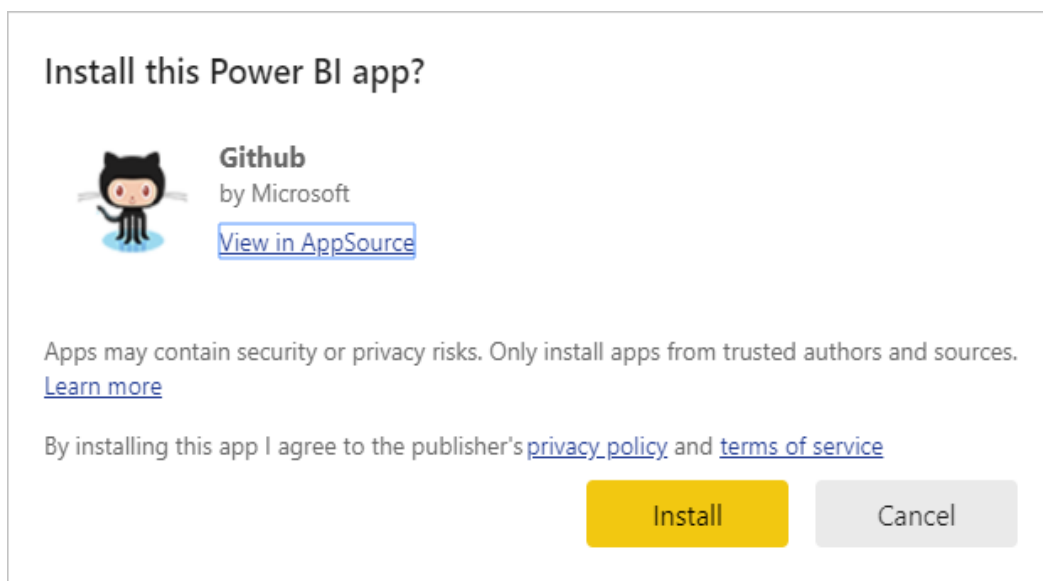 Install this Power BI app?
Github
by Microsoft
View in AppSource
Apps may contain security or privacy risks. Only install apps from trusted authors and sources.
Learn more
By installing this app I agree to the publisher's privacy policy and terms of service
Install
Cancel